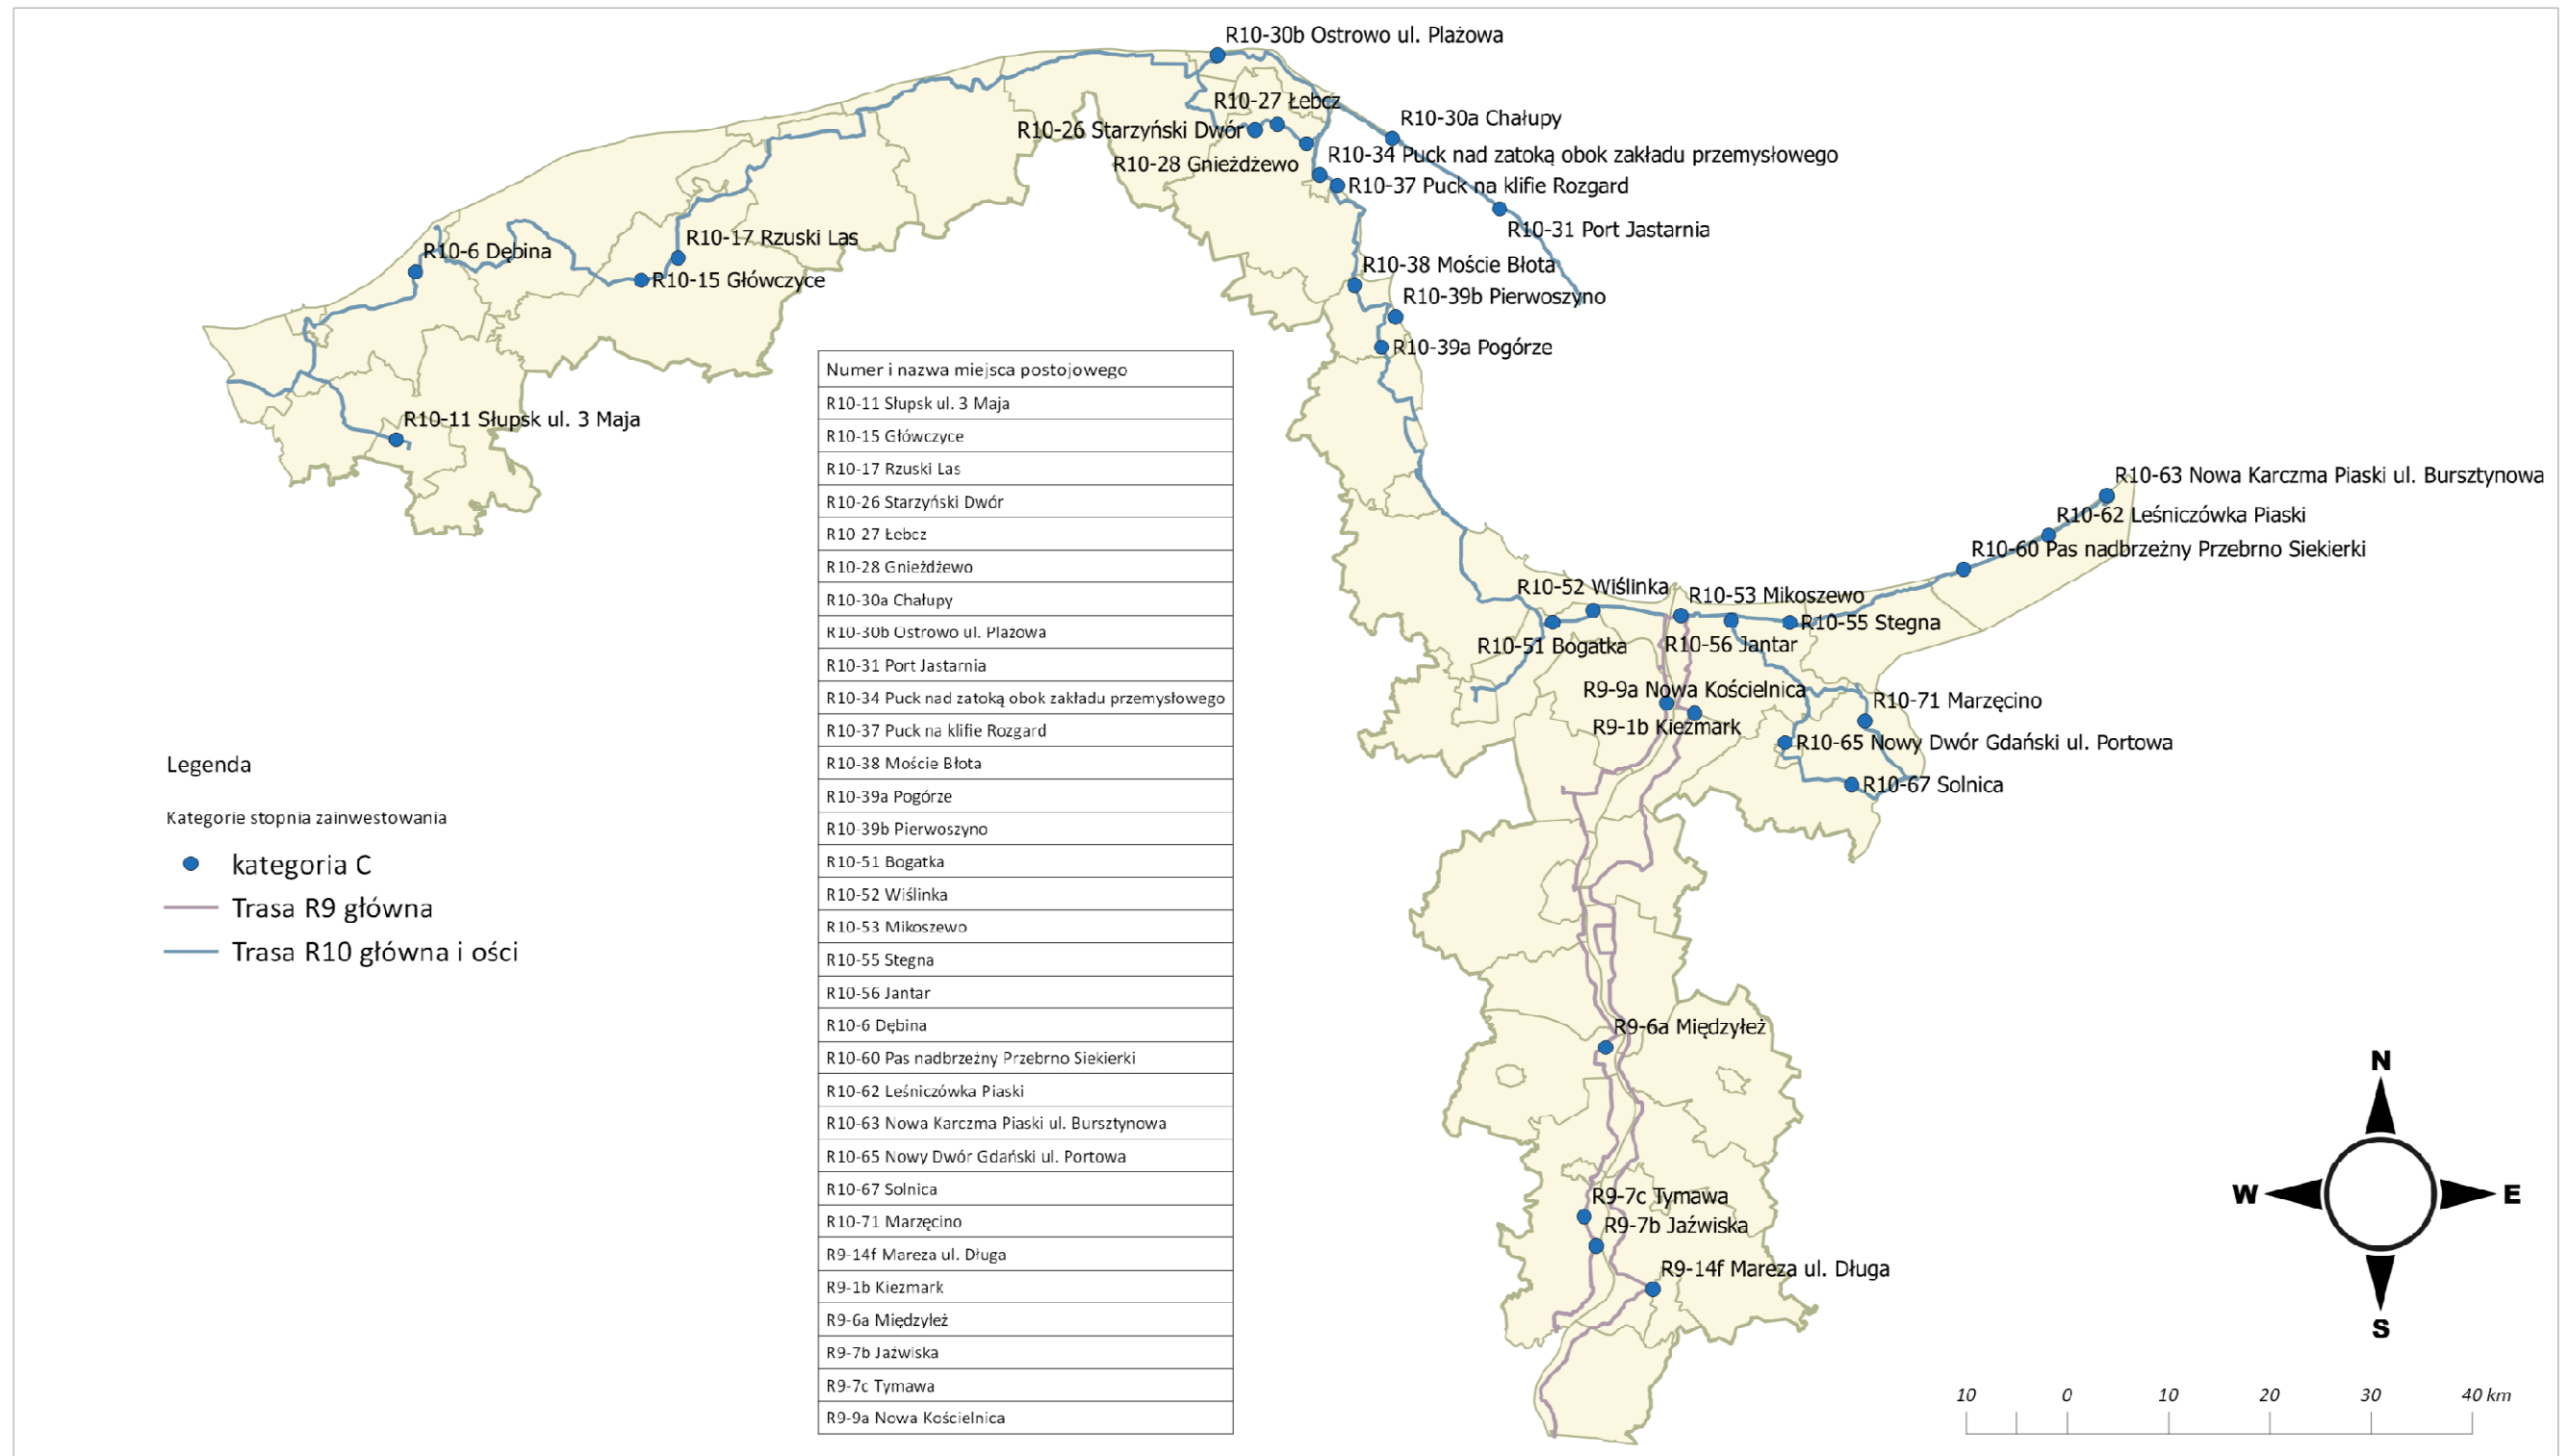 R10-30b Ostrowo ul. Plażowa
R10-27 Łebcz
R10-30a Chałupy
R10-26 Starzyński Dwór
R10-34 Puck nad zatoką obok zakładu przemysłowego
R10-28 Gnieżdżewo
R10-37 Puck na klifie Rozgard
R10-31 Port Jastarnia
R10-17 Rzuski Las
R10-6 Dębina
R10-38 Moście Błota
R10-15 Główczyce
R10-39b Pierwoszyno
R10-39a Pogórze
R10-11 Słupsk ul. 3 Maja
R10-63 Nowa Karczma Piaski ul. Bursztynowa
R10-62 Leśniczówka Piaski
R10-60 Pas nadbrzeżny Przebrno Siekierki
R10-52 Wiślinka
R10-53 Mikoszewo
R10-55 Stegna
R10-51 Bogatka
R10-56 Jantar
R9-9a Nowa Kościelnica
R10-71 Marzęcino
R9-1b Kiezmark
R10-65 Nowy Dwór Gdański ul. Portowa
R10-67 Solnica
R9-6a Międzyłeż
R9-7c Tymawa
R9-7b Jaźwiska
R9-14f Mareza ul. Długa
Numer i nazwa miejsca postojowego
R10-11 Słupsk ul. 3 Maja
R10-15 Główczyce
R10-17 Rzuski Las
R10-26 Starzyński Dwór
R10-27 Łebcz
R10-28 Gnieżdżewo
R10-30a Chałupy
R10-30b Ostrowo ul. Plażowa
R10-31 Port Jastarnia
R10-34 Puck nad zatoką obok zakładu przemysłowego
R10-37 Puck na klifie Rozgard
R10-38 Moście Błota
R10-39a Pogórze
R10-39b Pierwoszyno
R10-51 Bogatka
R10-52 Wiślinka
R10-53 Mikoszewo
R10-55 Stegna
R10-56 Jantar
R10-6 Dębina
R10-60 Pas nadbrzeżny Przebrno Siekierki
R10-62 Leśniczówka Piaski
R10-63 Nowa Karczma Piaski ul. Bursztynowa
R10-65 Nowy Dwór Gdański ul. Portowa
R10-67 Solnica
R10-71 Marzęcino
R9-14f Mareza ul. Długa
R9-1b Kiezmark
R9-6a Międzyłeż
R9-7b Jaźwiska
R9-7c Tymawa
R9-9a Nowa Kościelnica
Legenda
Kategorie stopnia zainwestowania
kategoria C
Trasa R9 główna
Trasa R10 główna i ości
N
W
E
S
10 0 10 20 30 40 km